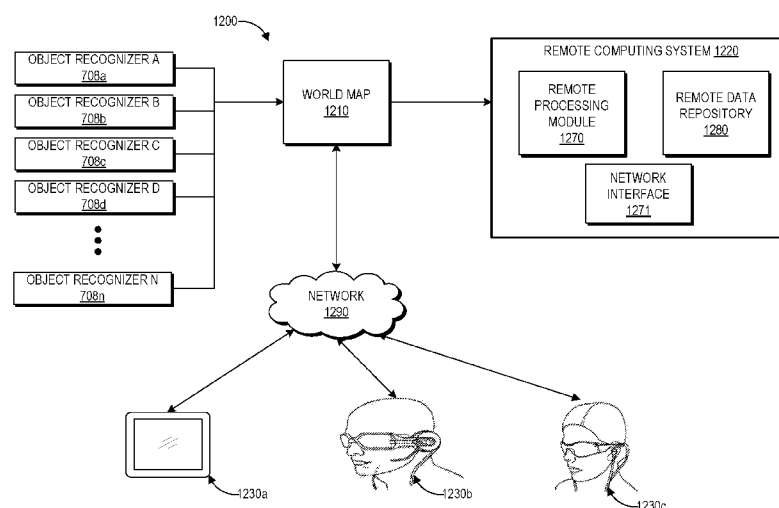 1200
OBJECT RECOGNIZER A
708a
OBJECT RECOGNIZER B
708b
OBJECT RECOGNIZER C
708c
OBJECT RECOGNIZER D
708d
OBJECT RECOGNIZER N
708n
WORLD MAP
1210
REMOTE COMPUTING SYSTEM 1220
REMOTE
PROCESSING
MODULE
1270
REMOTE DATA
REPOSITORY
1280
NETWORK
INTERFACE
1271
NETWORK
1290
1230a
1230b
1230c